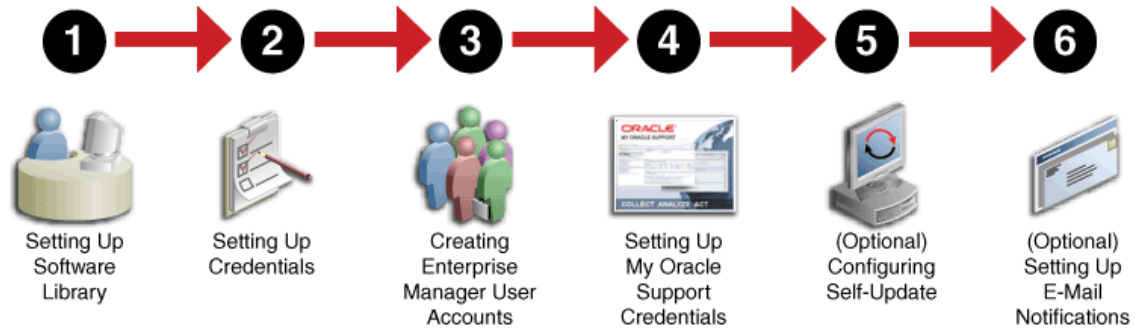 1 2 3 4 5 6
Setting Up
Software
Library
Setting Up
Credentials
Creating
Enterprise
Manager User
Accounts
ORACLE
MY ORACLE SUPPORT
COLLECT ANALYZE ACT
Setting Up
My Oracle
Support
Credentials
(Optional)
Configuring
Self-Update
(Optional)
Setting Up
E-Mail
Notifications